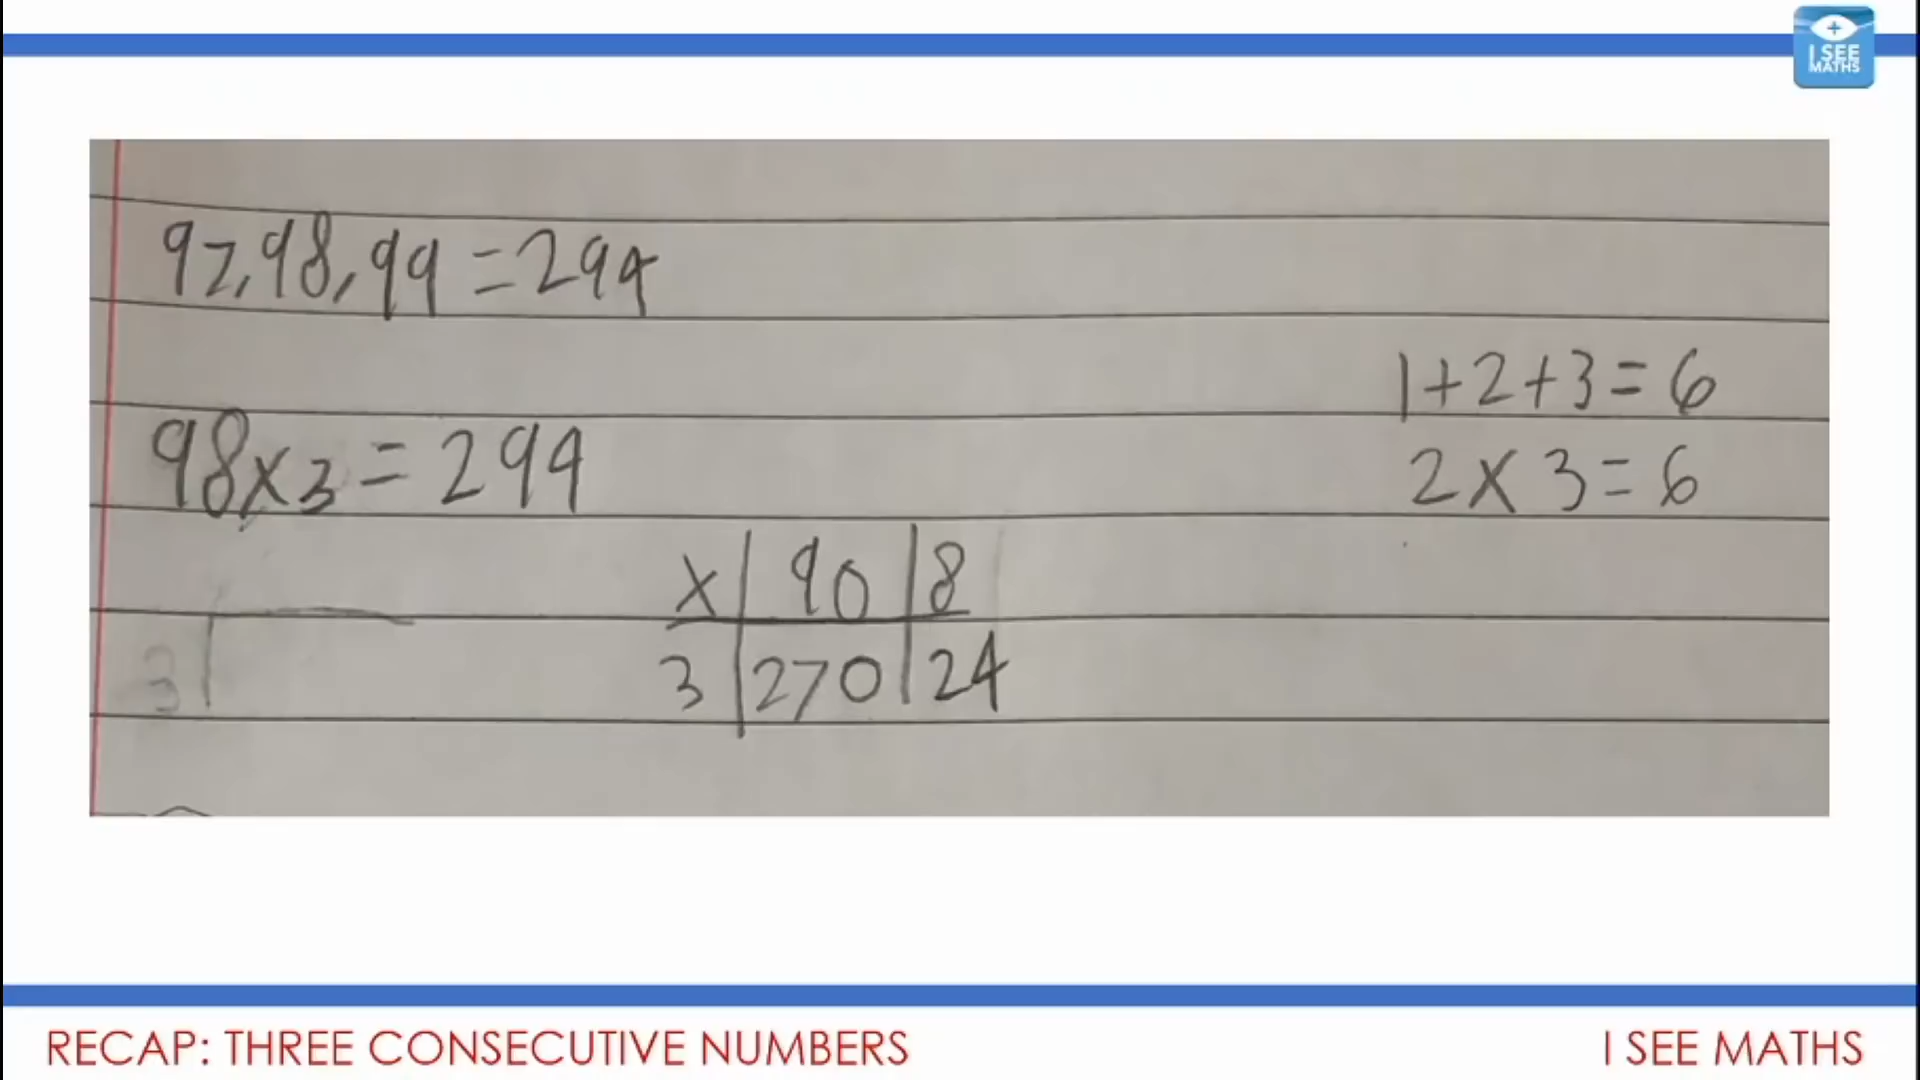 I SEE
MATHS
97,98,99 = 294
1+2+3=6
98x3=294
2x3=6
x | 90 | 8
3 | 270 | 24
3
RECAP: THREE CONSECUTIVE NUMBERS
I SEE MATHS